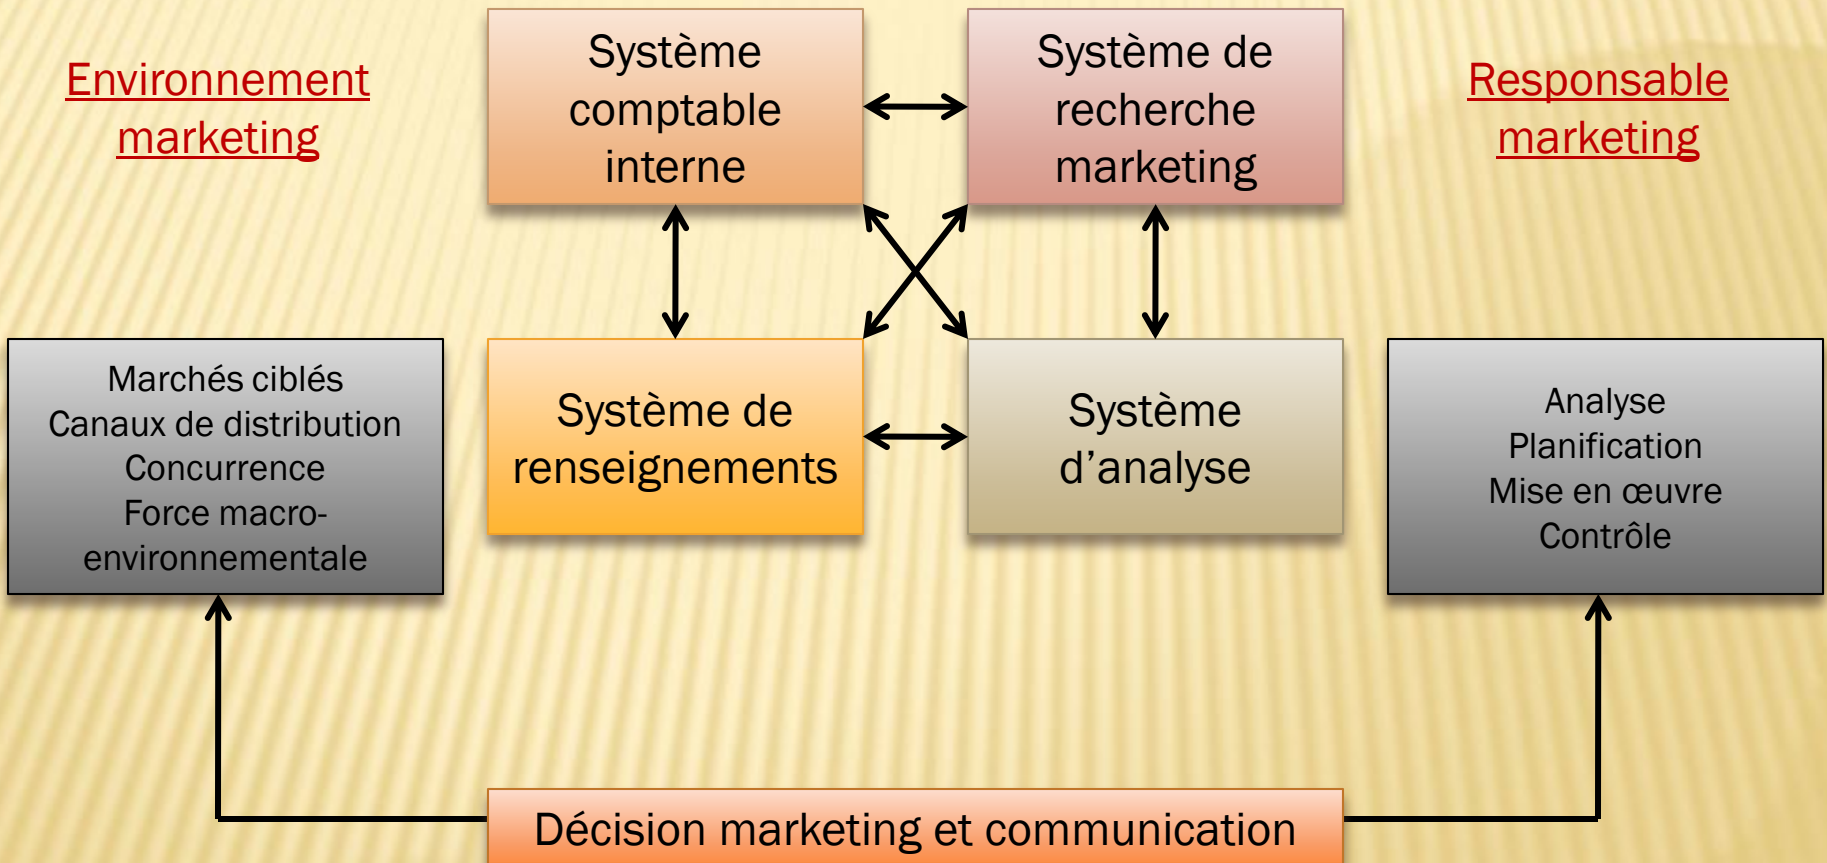 Environnement
marketing
Système
comptable
interne
Système de
recherche
marketing
Responsable
marketing
Marchés ciblés
Canaux de distribution
Concurrence
Force macro-
environnementale
Système de
renseignements
Système
d’analyse
Analyse
Planification
Mise en œuvre
Contrôle
Décision marketing et communication